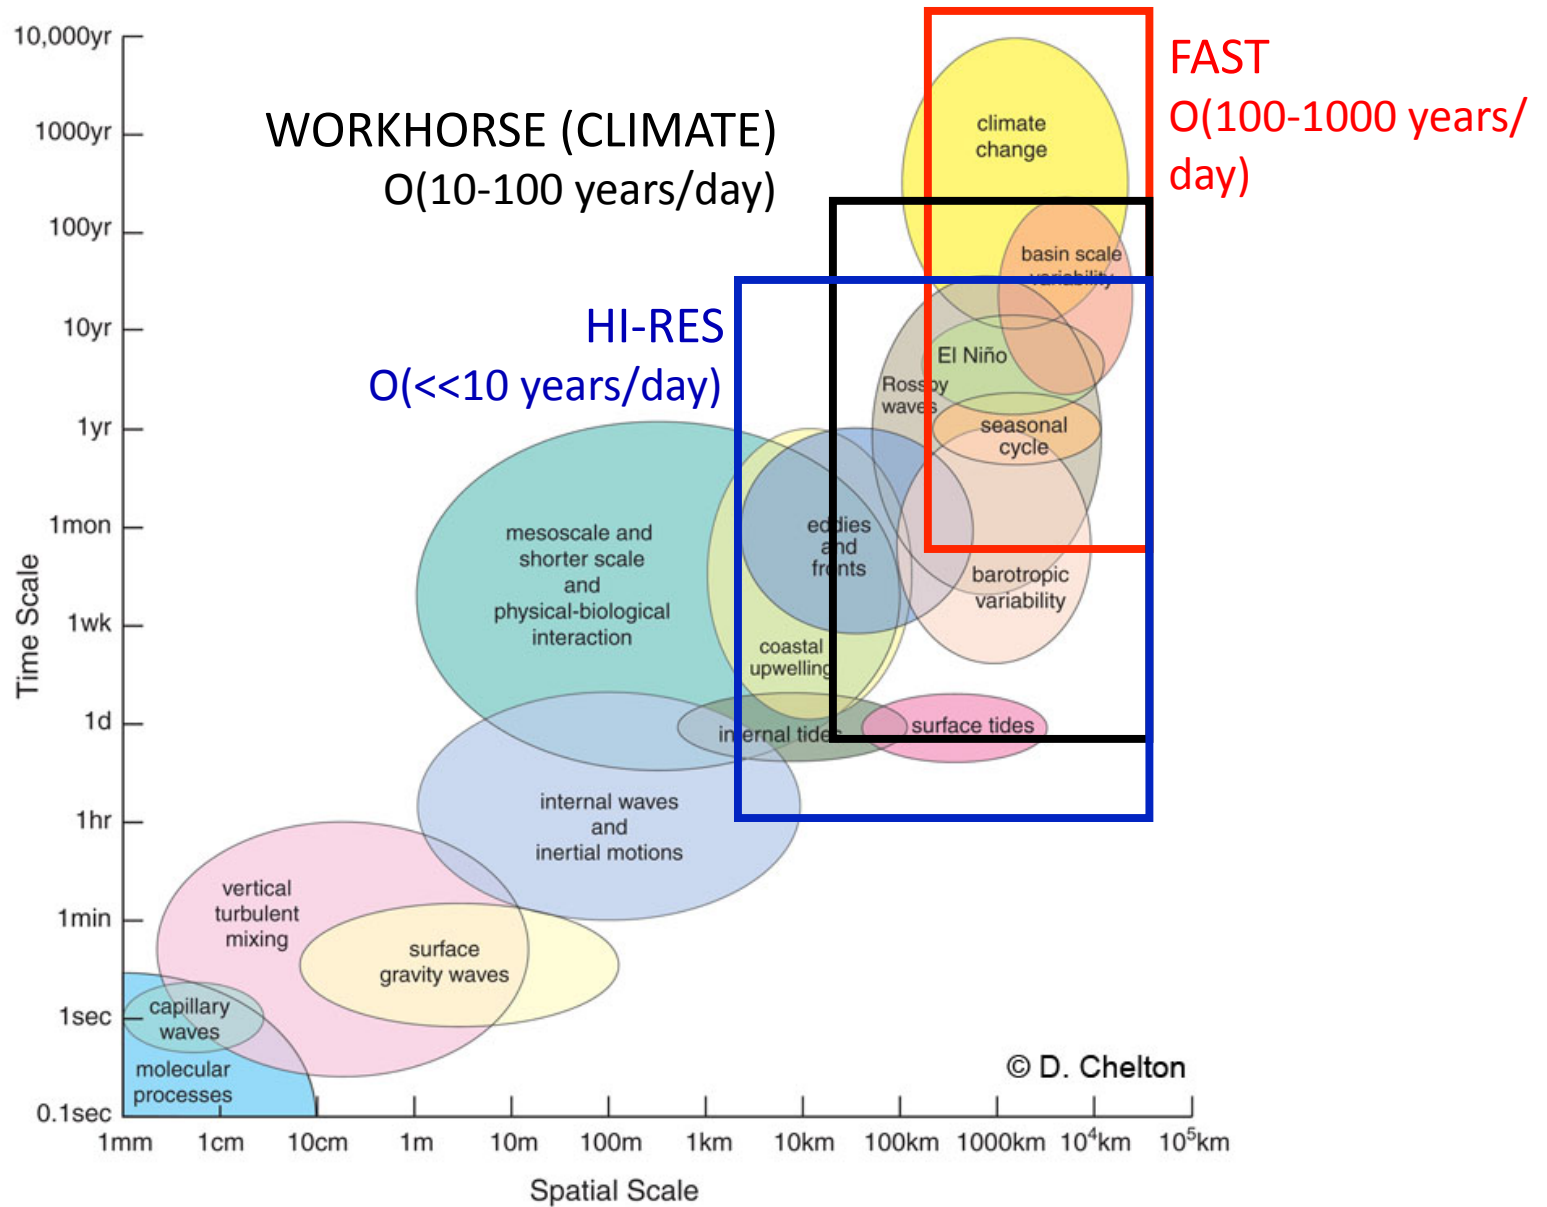 10,000yr
1000yr
100yr
10yr
1yr
1mon
1wk
1d
1hr
1min
1sec
0.1sec
Time Scale
WORKHORSE (CLIMATE)
O(10-100 years/day)
FAST
O(100-1000 years/
day)
HI-RES
O(<<10 years/day)
climate
change
basin scale
variability
El Niño
Rossby
waves
seasonal
cycle
mesoscale and
shorter scale
and
physical-biological
interaction
eddies
and
fronts
barotropic
variability
coastal
upwelling
internal tides
surface tides
internal waves
and
inertial motions
vertical
turbulent
mixing
surface
gravity waves
capillary
waves
molecular
processes
© D. Chelton
1mm
1cm
10cm
1m
10m
100m
1km
10km
100km
1000km
10⁴km
10⁵km
Spatial Scale